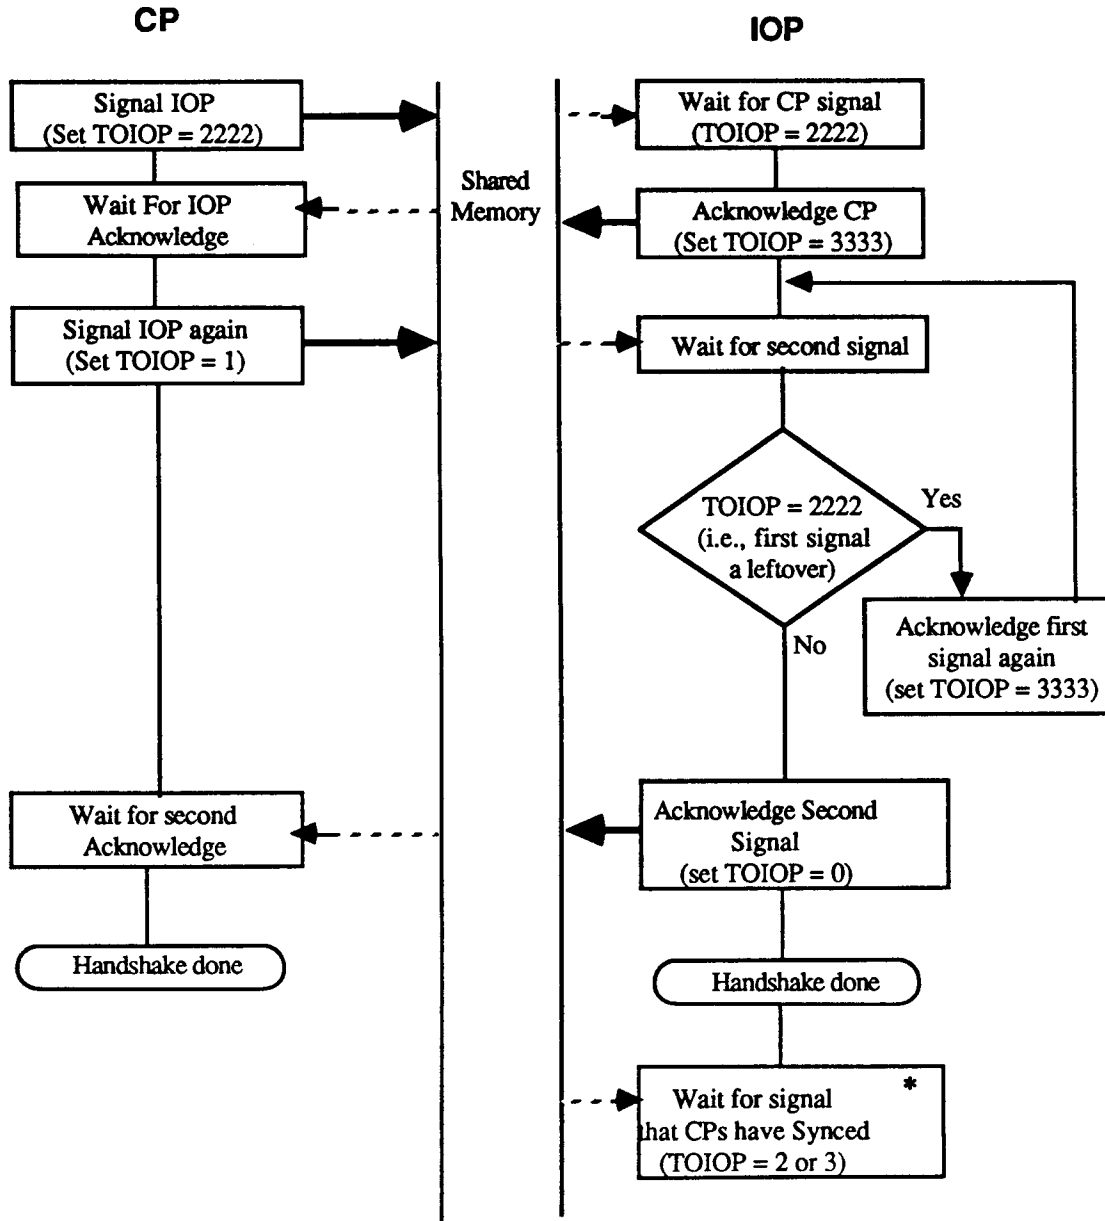 CP
IOP
Signal IOP
(Set TOIOP = 2222)
Wait for CP signal
(TOIOP = 2222)
Shared
Memory
Wait For IOP
Acknowledge
Acknowledge CP
(Set TOIOP = 3333)
Signal IOP again
(Set TOIOP = 1)
Wait for second signal
TOIOP = 2222
(i.e., first signal
a leftover)
Yes
No
Acknowledge first
signal again
(set TOIOP = 3333)
Wait for second
Acknowledge
Acknowledge Second
Signal
(set TOIOP = 0)
Handshake done
Handshake done
*
Wait for signal
that CPs have Synced
(TOIOP = 2 or 3)